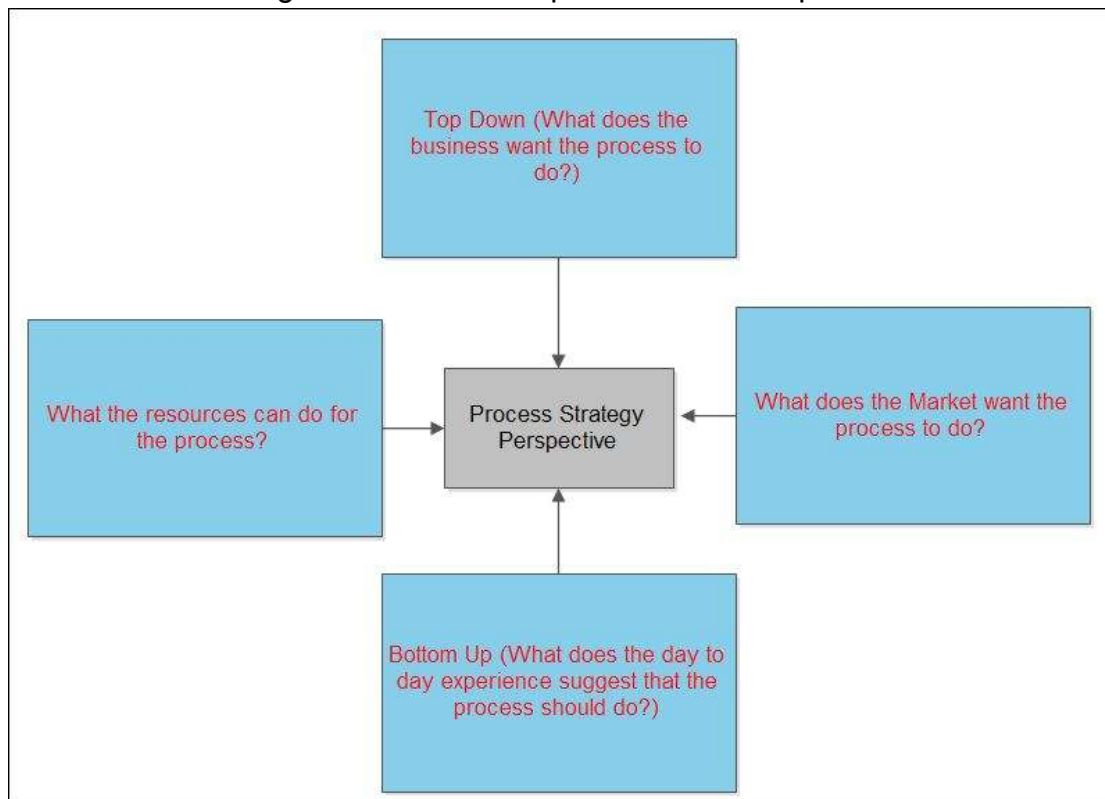 Top Down (What does the
business want the process to
do?)
What the resources can do for
the process?
Process Strategy
Perspective
What does the Market want the
process to do?
Bottom Up (What does the day to
day experience suggest that the
process should do?)